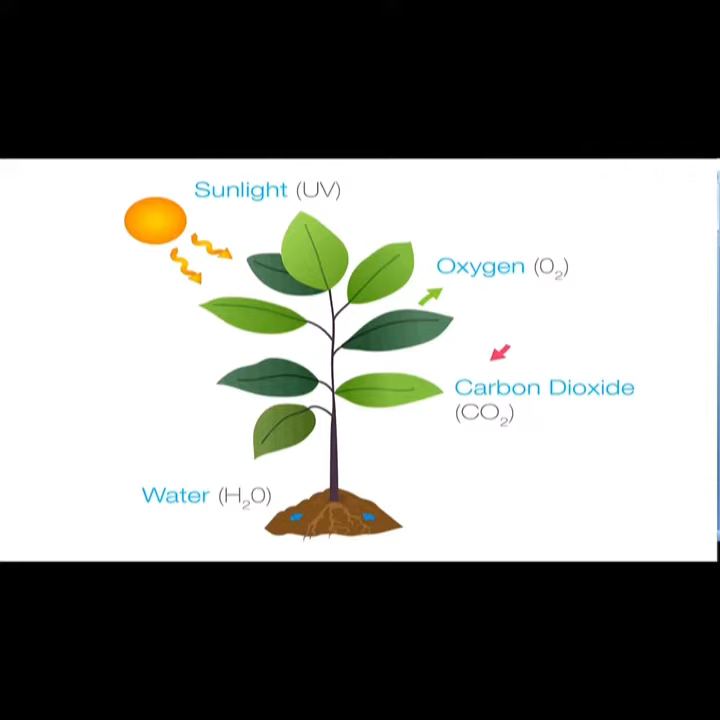 Sunlight (UV)
Oxygen (O₂)
Carbon Dioxide
(CO₂)
Water (H₂O)